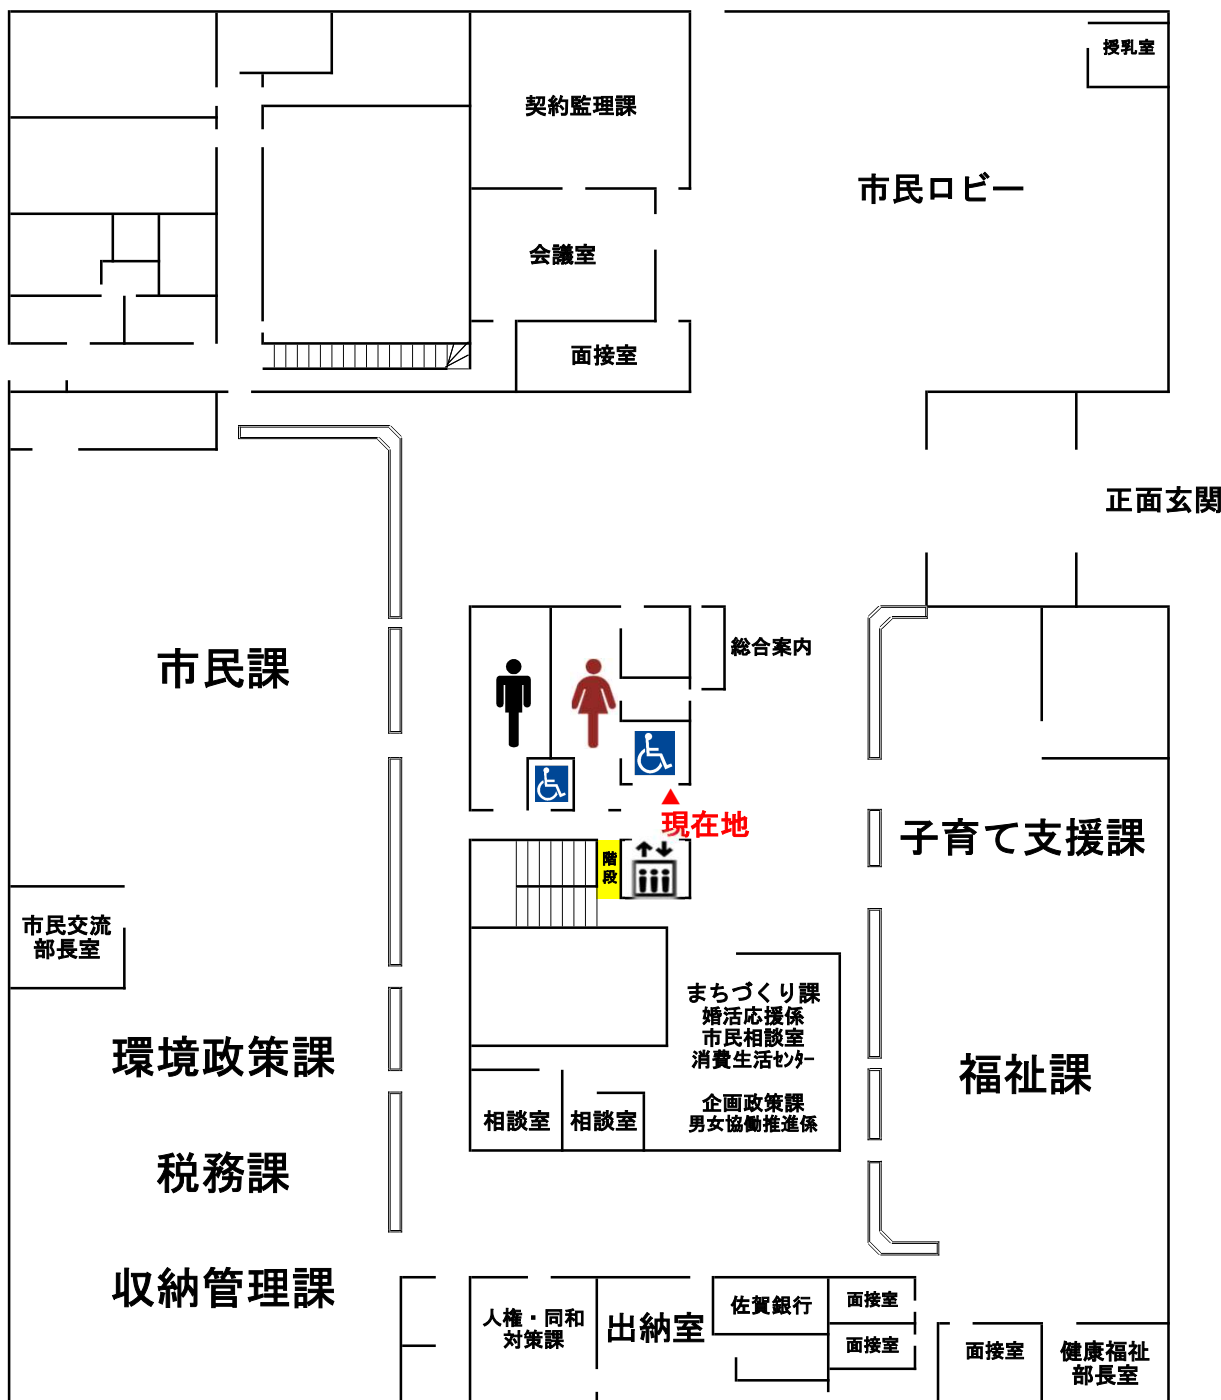 授乳室
契約監理課
市民ロビー
会議室
面接室
正面玄関
総合案内
市民課
現在地
子育て支援課
階段
市民交流
部長室
まちづくり課
婚活応援係
市民相談室
消費生活ｾﾝﾀｰ
環境政策課
福祉課
企画政策課
男女協働推進係
相談室
相談室
税務課
収納管理課
人権・同和
対策課
出納室
佐賀銀行
面接室
面接室
面接室
健康福祉
部長室